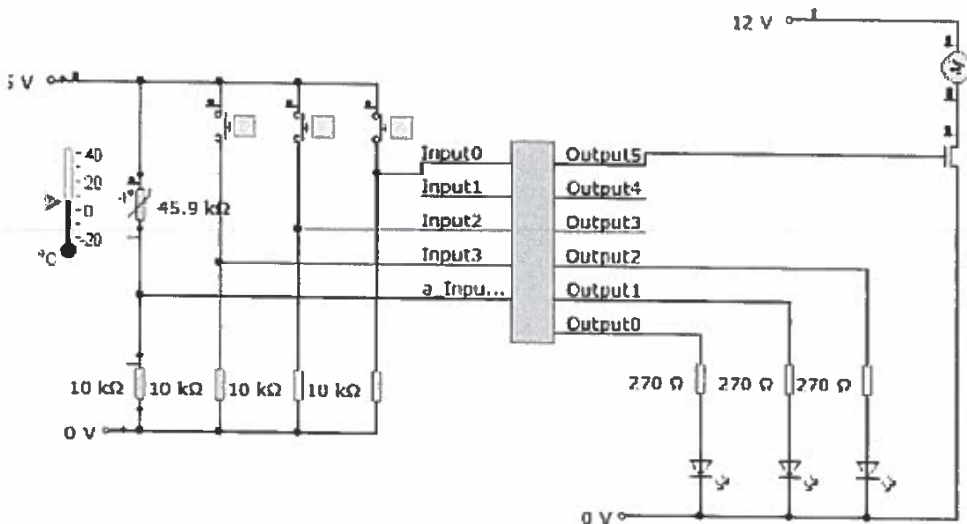 12 V
5 V
40
20
0
-20
°C
45.9 kΩ
Input0
Input1
Input2
Input3
a_Inpu...
Output5
Output4
Output3
Output2
Output1
Output0
10 kΩ 10 kΩ 10 kΩ 10 kΩ
270 Ω 270 Ω 270 Ω
0 V
0 V